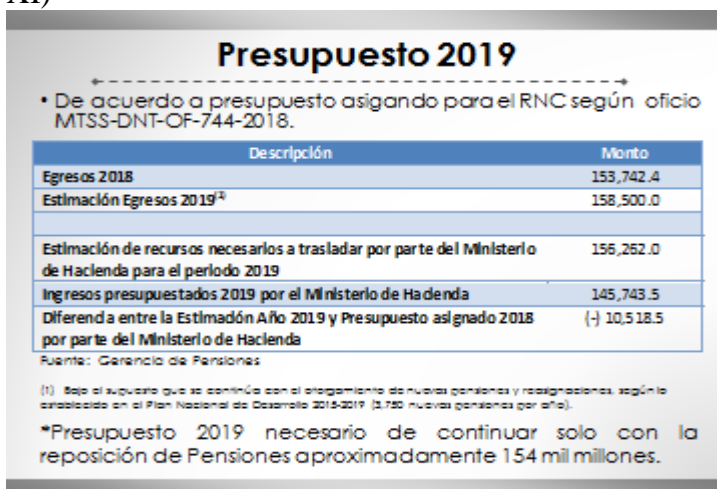 XI)
Presupuesto 2019
• De acuerdo a presupuesto asigando para el RNC según oficio
MTSS-DNT-OF-744-2018.
Descripción Monto
Egresos 2018 153,742.4
Estimación Egresos 2019(1) 158,500.0
Estimación de recursos necesarios a trasladar por parte del Ministerio 156,262.0
de Hacienda para el periodo 2019
Ingresos presupuestados 2019 por el Ministerio de Hacienda 145,743.5
Diferencia entre la Estimación Año 2019 y Presupuesto asignado 2018 (-) 10,518.5
por parte del Ministerio de Hacienda
Fuente: Gerencia de Pensiones
(1) Bajo el supuesto que se continúa con el otorgamiento de nuevas pensiones y reasignaciones, según lo
establecido en el Plan Nacional de Desarrollo 2015-2019 (3,750 nuevas pensiones por año).
*Presupuesto 2019 necesario de continuar solo con la
reposición de Pensiones aproximadamente 154 mil millones.